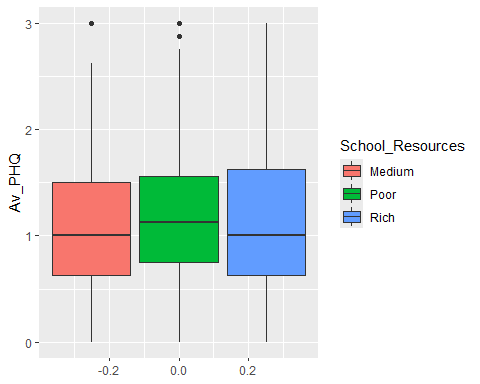 3
2
1
0
Av_PHQ
-0.2
0.0
0.2
School_Resources
Medium
Poor
Rich